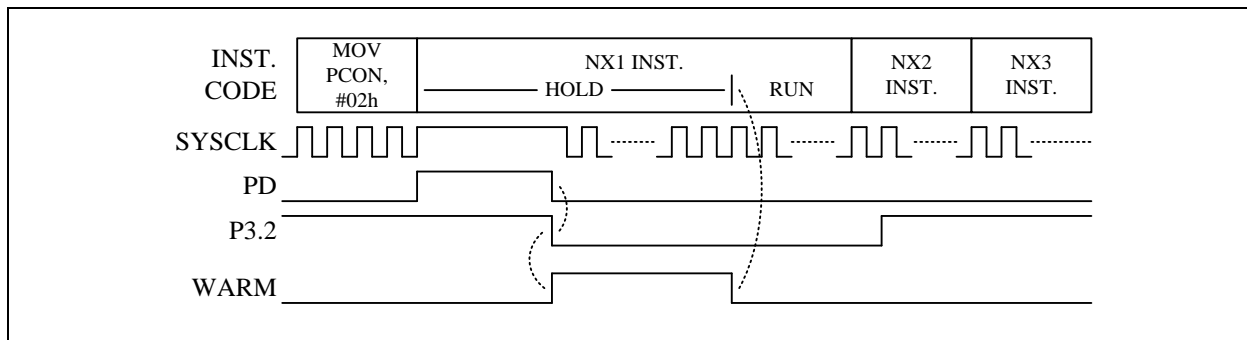 INST.
CODE
MOV
PCON,
#02h
NX1 INST.
HOLD
RUN
NX2
INST.
NX3
INST.
SYSCLK
PD
P3.2
WARM